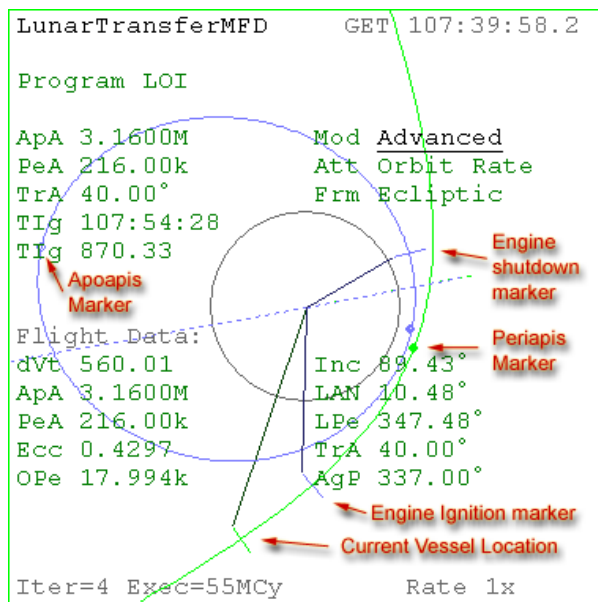 LunarTransferMFD GET 107:39:58.2
Program LOI
ApA 3.1600M Mod Advanced
PeA 216.00k Att Orbit Rate
TrA 40.00° Frm Ecliptic
TIg 107:54:28
TIg 870.33
Engine shutdown marker
Apoapis Marker
Flight Data:
Periapis Marker
dVt 560.01 Inc 89.43°
ApA 3.1600M LAN 10.48°
PeA 216.00k LPe 347.48°
Ecc 0.4297 TrA 40.00°
OPe 17.994k AgP 337.00°
Engine Ignition marker
Current Vessel Location
Iter=4 Exec=55MCy Rate 1x